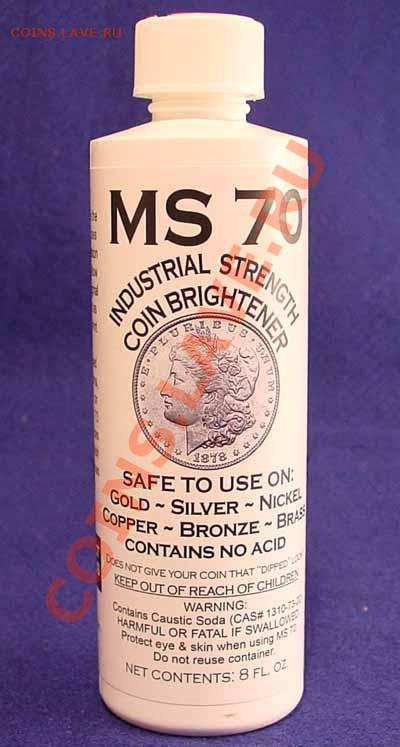 COINS.LAVE.RU
MS 70
INDUSTRIAL STRENGTH
COIN BRIGHTENER
E·PLURIBUS·UNUM
1878
SAFE TO USE ON:
GOLD ~ SILVER ~ NICKEL
COPPER ~ BRONZE ~ BRASS
CONTAINS NO ACID
DOES NOT GIVE YOUR COIN THAT "DIPPED" LOOK
KEEP OUT OF REACH OF CHILDREN
WARNING:
Contains Caustic Soda (CAS# 1310-73-
HARMFUL OR FATAL IF SWALLOWED
Protect eye & skin when using MS 70
Do not reuse container.
NET CONTENTS: 8 FL. OZ.
COINS.LAVE.RU